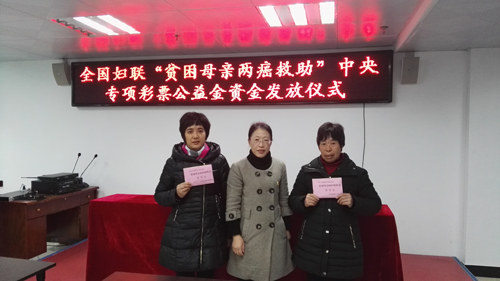 全国妇联“贫困母亲两癌救助”中央
专项彩票公益金资金发放仪式